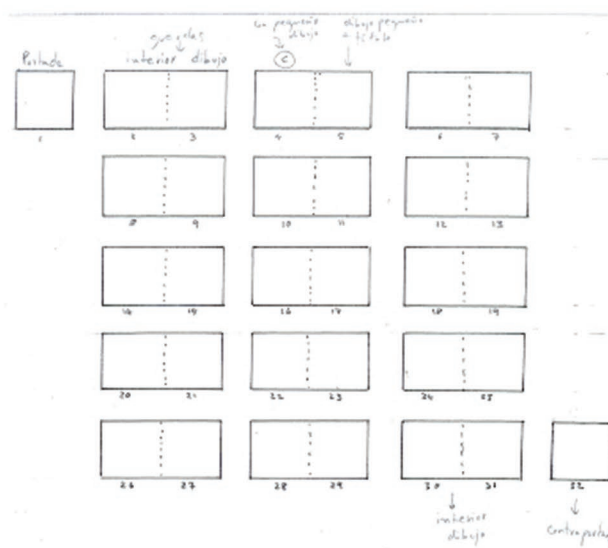 un pequeño dibujo pequeño
dibujo + título
guardas
Portada interior dibujo ©
1 2 3 4 5 6 7
8 9 10 11 12 13
14 15 16 17 18 19
20 21 22 23 24 25
26 27 28 29 30 31 32
interior
dibujo